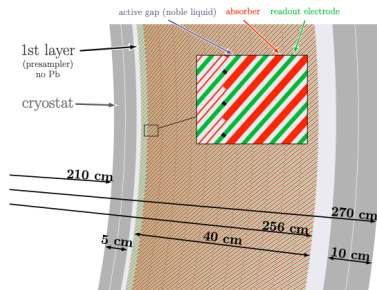 active gap (noble liquid)
absorber
readout electrode
1st layer
(presampler)
no Pb
cryostat
210 cm
270 cm
256 cm
5 cm
40 cm
10 cm